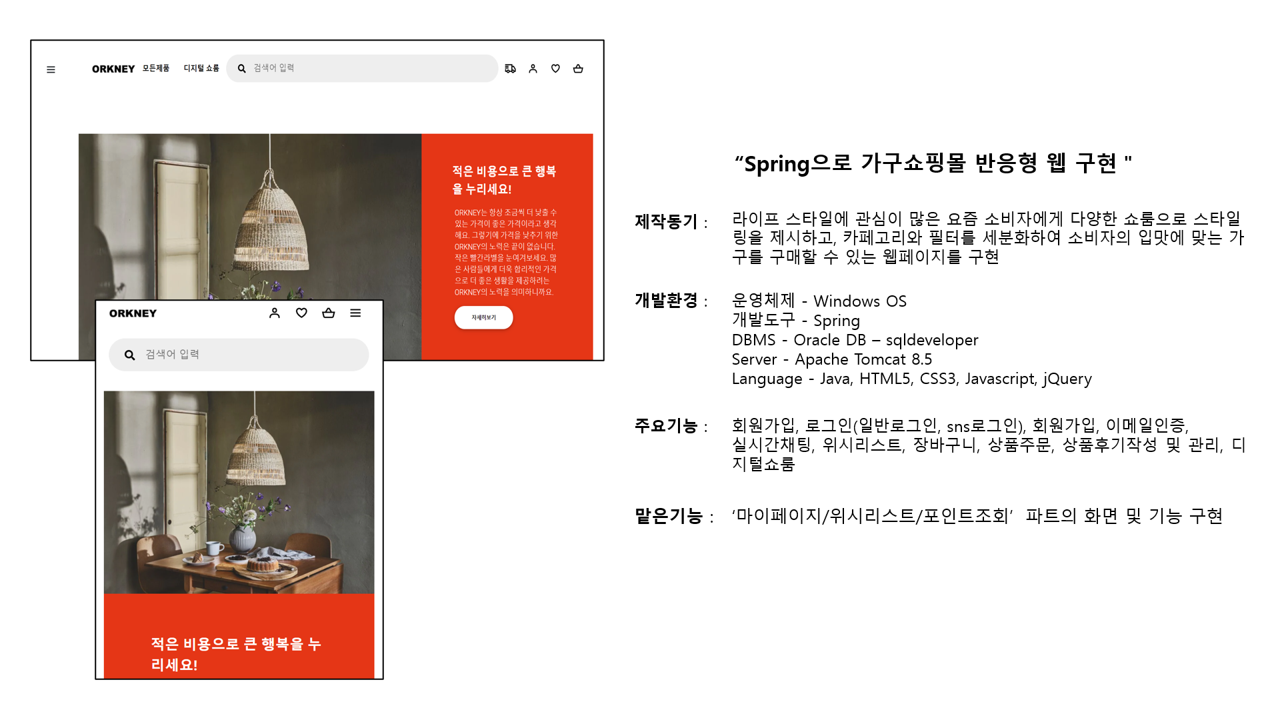 ORKNEY 모든제품 디지털 쇼룸 검색어 입력
적은 비용으로 큰 행복
을 누리세요!
ORKNEY는 항상 조금씩 더 낮출 수
있는 가격이 좋은 가격이라고 생각
해요. 그렇기에 가격을 낮추기 위한
ORKNEY의 노력은 끝이 없습니다.
작은 빨간라벨을 눈여겨보세요. 많
은 사람들에게 더욱 합리적인 가격
으로 더 좋은 생활을 제공하려는
ORKNEY의 노력을 의미하니까요.
자세히보기
ORKNEY
검색어 입력
적은 비용으로 큰 행복을 누
리세요!
“Spring으로 가구쇼핑몰 반응형 웹 구현 "
제작동기 : 라이프 스타일에 관심이 많은 요즘 소비자에게 다양한 쇼룸으로 스타일
링을 제시하고, 카페고리와 필터를 세분화하여 소비자의 입맛에 맞는 가
구를 구매할 수 있는 웹페이지를 구현
개발환경 : 운영체제 - Windows OS
개발도구 - Spring
DBMS - Oracle DB – sqldeveloper
Server - Apache Tomcat 8.5
Language - Java, HTML5, CSS3, Javascript, jQuery
주요기능 : 회원가입, 로그인(일반로그인, sns로그인), 회원가입, 이메일인증,
실시간채팅, 위시리스트, 장바구니, 상품주문, 상품후기작성 및 관리, 디
지털쇼룸
맡은기능 : ‘마이페이지/위시리스트/포인트조회’ 파트의 화면 및 기능 구현